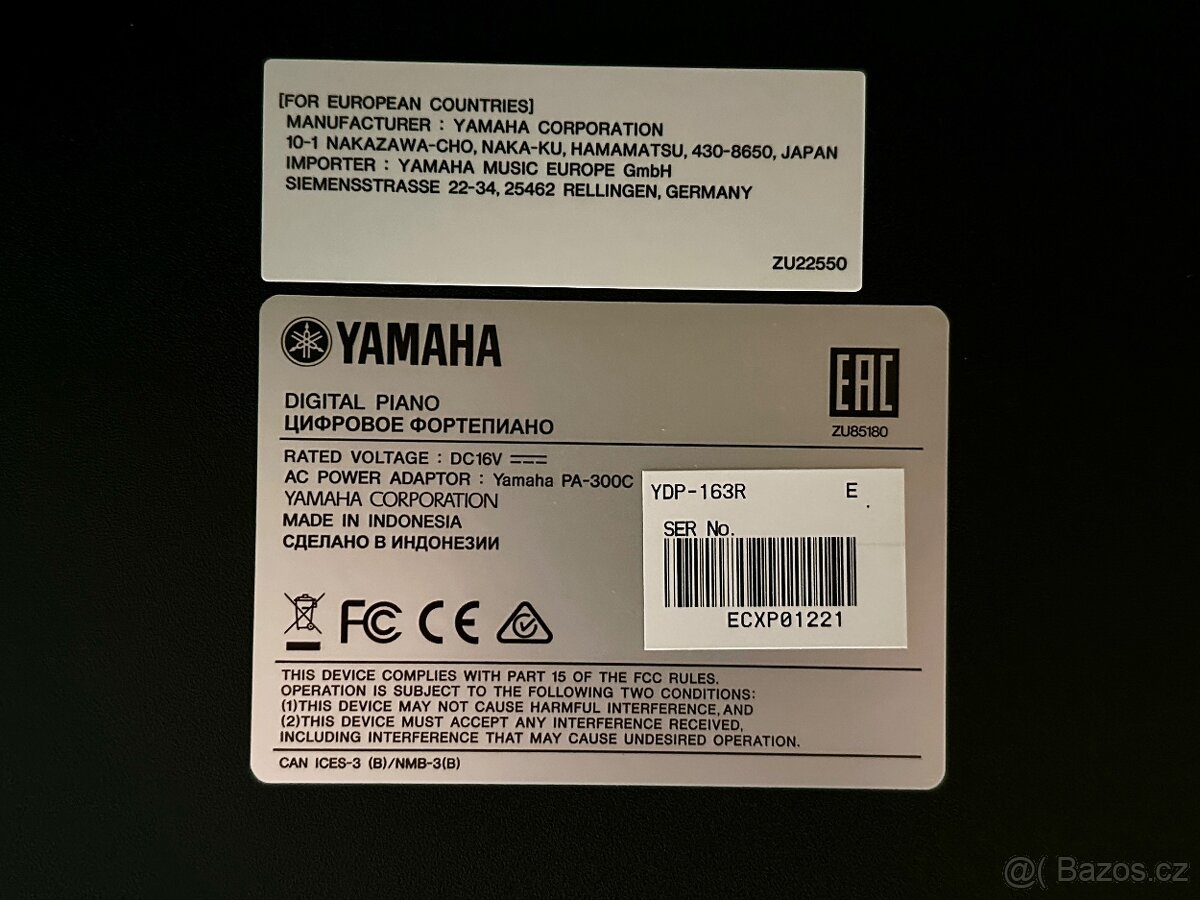 [FOR EUROPEAN COUNTRIES]
MANUFACTURER : YAMAHA CORPORATION
10-1 NAKAZAWA-CHO, NAKA-KU, HAMAMATSU, 430-8650, JAPAN
IMPORTER : YAMAHA MUSIC EUROPE GmbH
SIEMENSSTRASSE 22-34, 25462 RELLINGEN, GERMANY
ZU22550
YAMAHA
EAC
DIGITAL PIANO
ЦИФРОВОЕ ФОРТЕПИАНО
ZU85180
RATED VOLTAGE : DC16V
AC POWER ADAPTOR : Yamaha PA-300C
YAMAHA CORPORATION
MADE IN INDONESIA
СДЕЛАНО В ИНДОНЕЗИИ
YDP-163R E
SER No.
ECXP01221
FC CE
THIS DEVICE COMPLIES WITH PART 15 OF THE FCC RULES.
OPERATION IS SUBJECT TO THE FOLLOWING TWO CONDITIONS:
(1)THIS DEVICE MAY NOT CAUSE HARMFUL INTERFERENCE, AND
(2)THIS DEVICE MUST ACCEPT ANY INTERFERENCE RECEIVED,
INCLUDING INTERFERENCE THAT MAY CAUSE UNDESIRED OPERATION.
CAN ICES-3 (B)/NMB-3(B)
@( Bazos.cz